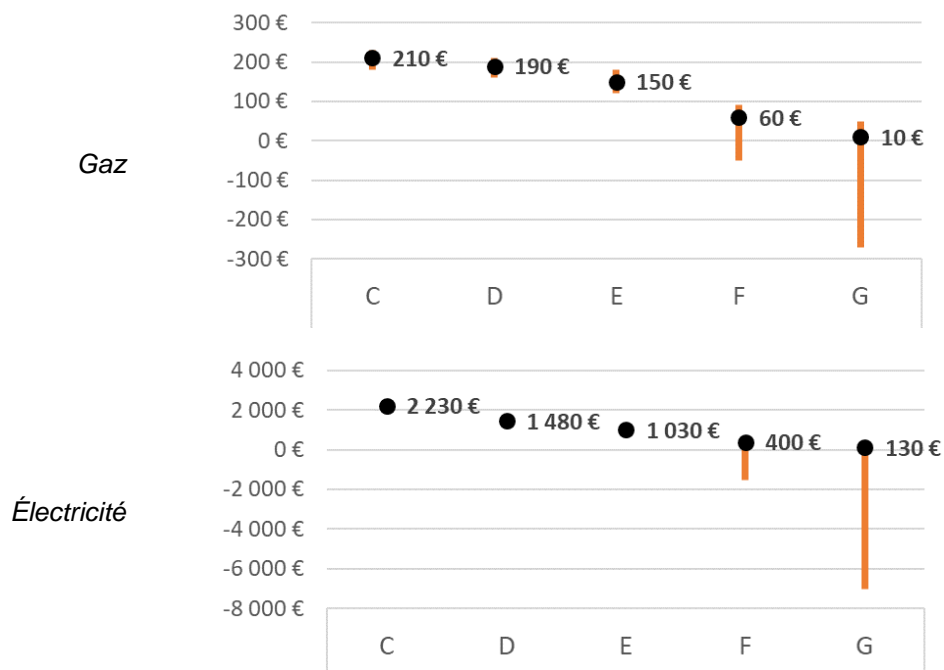 300 €
200 €
100 €
0 €
-100 €
-200 €
-300 €
Gaz
210 €
190 €
150 €
60 €
10 €
C D E F G
4 000 €
2 000 €
0 €
-2 000 €
-4 000 €
-6 000 €
-8 000 €
Électricité
2 230 €
1 480 €
1 030 €
400 €
130 €
C D E F G